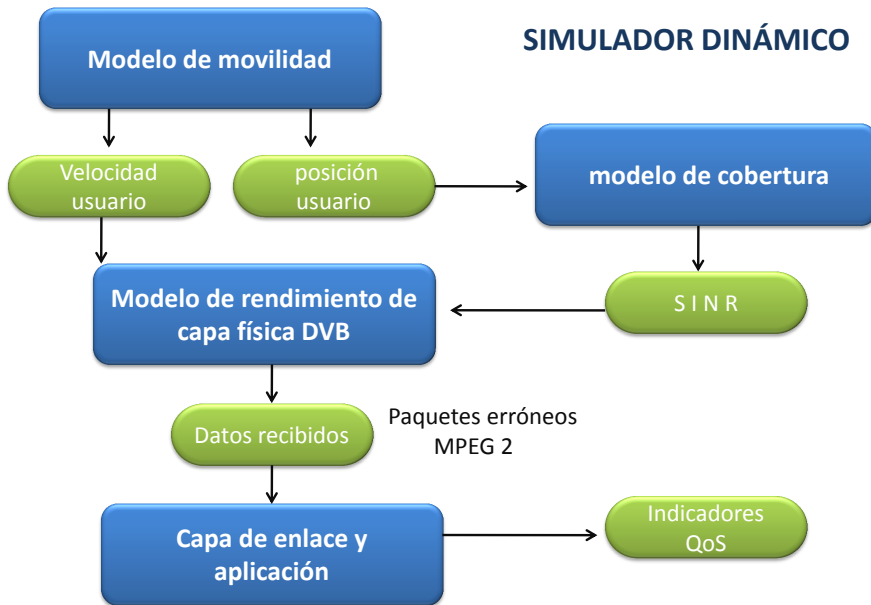 SIMULADOR DINÁMICO
Modelo de movilidad
Velocidad
usuario
posición
usuario
modelo de cobertura
Modelo de rendimiento de
capa física DVB
S I N R
Datos recibidos
Paquetes erróneos
MPEG 2
Capa de enlace y
aplicación
Indicadores
QoS